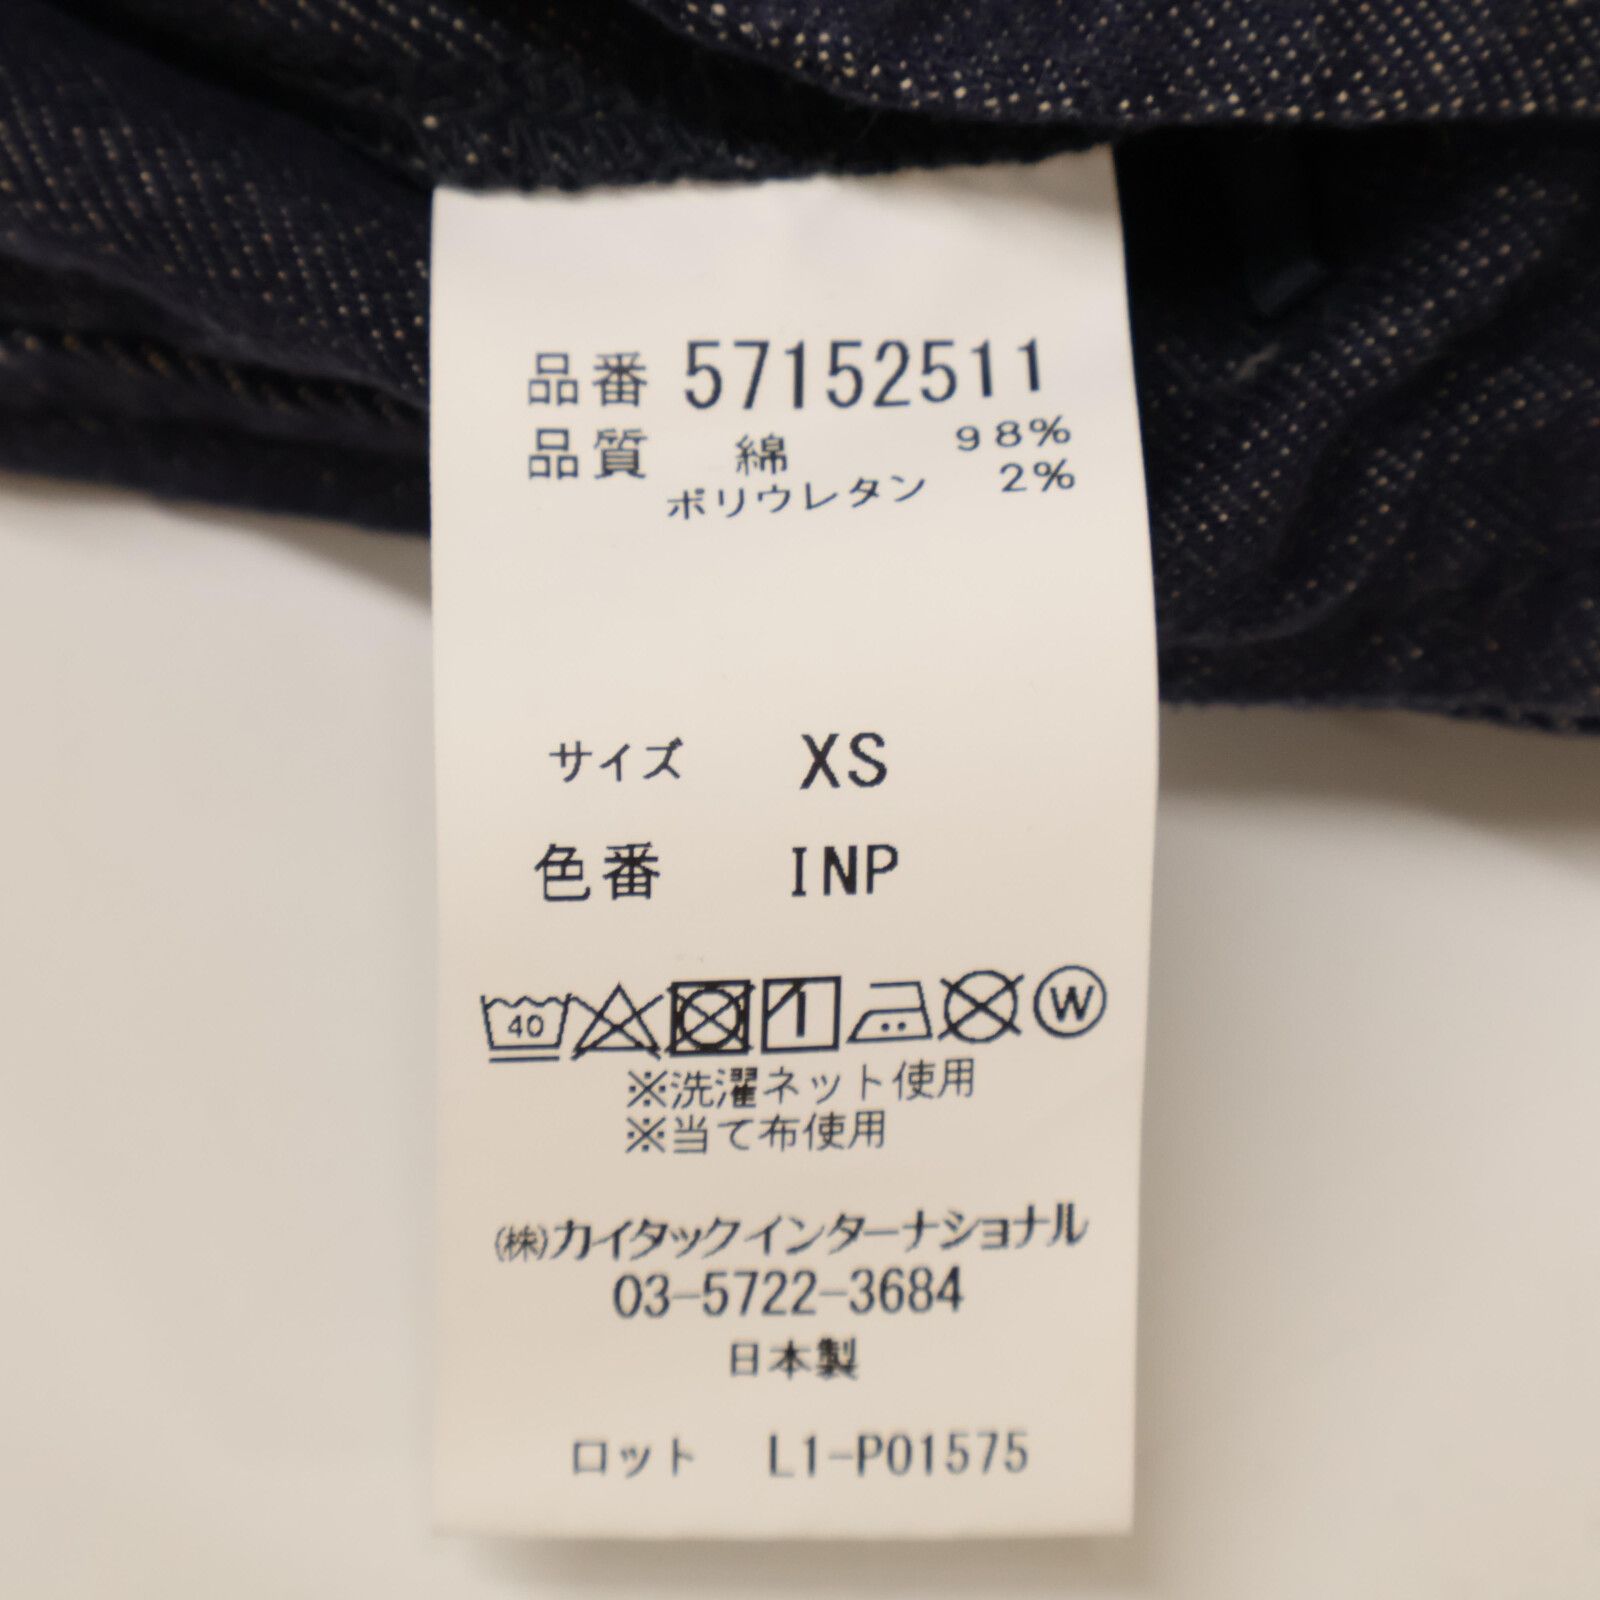 品番 57152511
品質 綿 98%
ポリウレタン 2%
サイズ XS
色番 INP
40 W
※洗濯ネット使用
※当て布使用
(株)カイタックインターナショナル
03-5722-3684
日本製
ロット L1-P01575